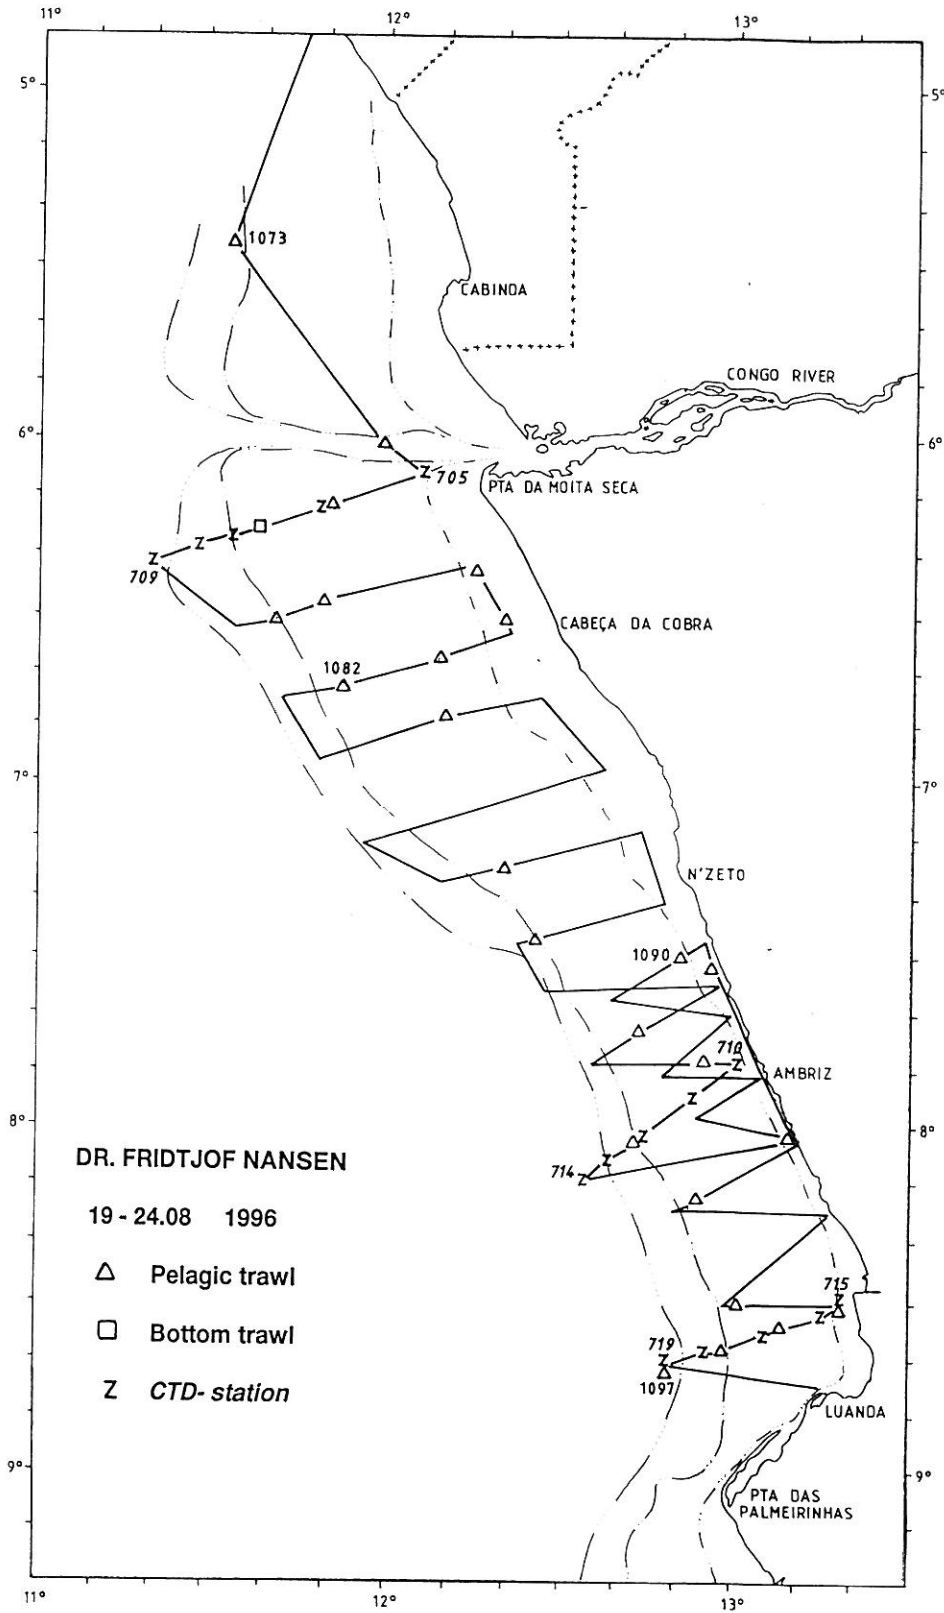 11°
12°
13°
5°
5°
1073
CABINDA
CONGO RIVER
6°
6°
705
PTA DA MOITA SECA
709
CABEÇA DA COBRA
1082
7°
7°
N'ZETO
1090
710
AMBRIZ
8°
8°
DR. FRIDTJOF NANSEN
714
19 - 24.08 1996
Pelagic trawl
715
Bottom trawl
719
Z CTD- station
1097
LUANDA
9°
9°
PTA DAS
PALMEIRINHAS
11°
12°
13°